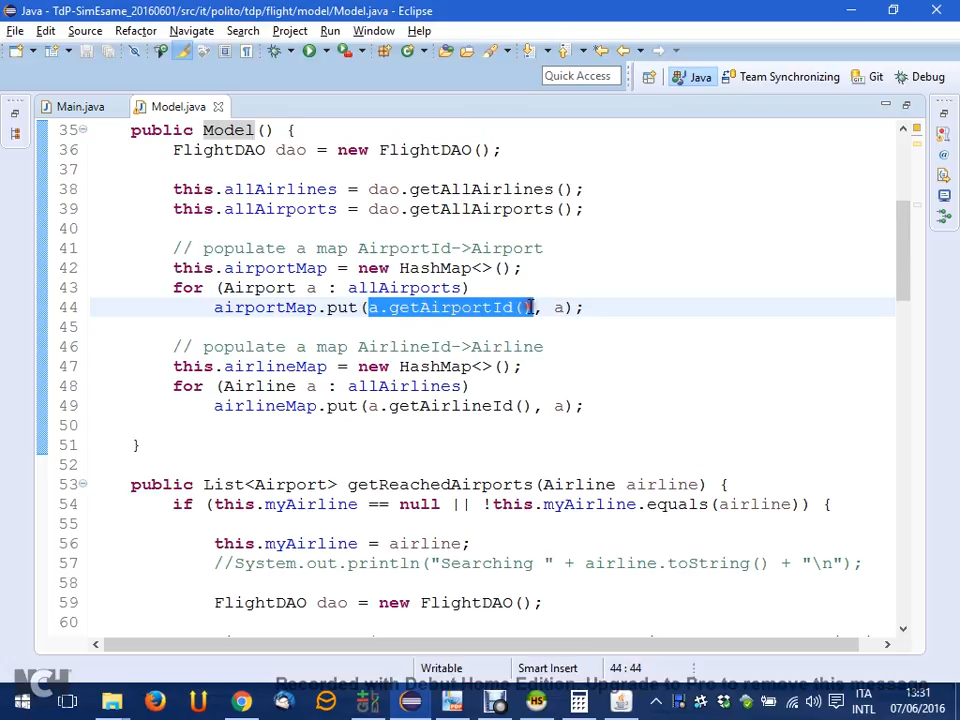 Java - TdP-SimEsame_20160601/src/it/polito/tdp/flight/model/Model.java - Eclipse
File Edit Source Refactor Navigate Search Project Run Window Help
Quick Access Java Team Synchronizing Git Debug
Main.java Model.java
35 public Model() {
36 FlightDAO dao = new FlightDAO();
37
38 this.allAirlines = dao.getAllAirlines();
39 this.allAirports = dao.getAllAirports();
40
41 // populate a map AirportId->Airport
42 this.airportMap = new HashMap<>();
43 for (Airport a : allAirports)
44 airportMap.put(a.getAirportId(), a);
45
46 // populate a map AirlineId->Airline
47 this.airlineMap = new HashMap<>();
48 for (Airline a : allAirlines)
49 airlineMap.put(a.getAirlineId(), a);
50
51 }
52
53 public List<Airport> getReachedAirports(Airline airline) {
54 if (this.myAirline == null || !this.myAirline.equals(airline)) {
55
56 this.myAirline = airline;
57 //System.out.println("Searching " + airline.toString() + "\n");
58
59 FlightDAO dao = new FlightDAO();
60
Writable Smart Insert 44 : 44
NCH
Recorded with Debut Home Edition. Upgrade to Pro to remove this message
ITA 13:31
INTL 07/06/2016